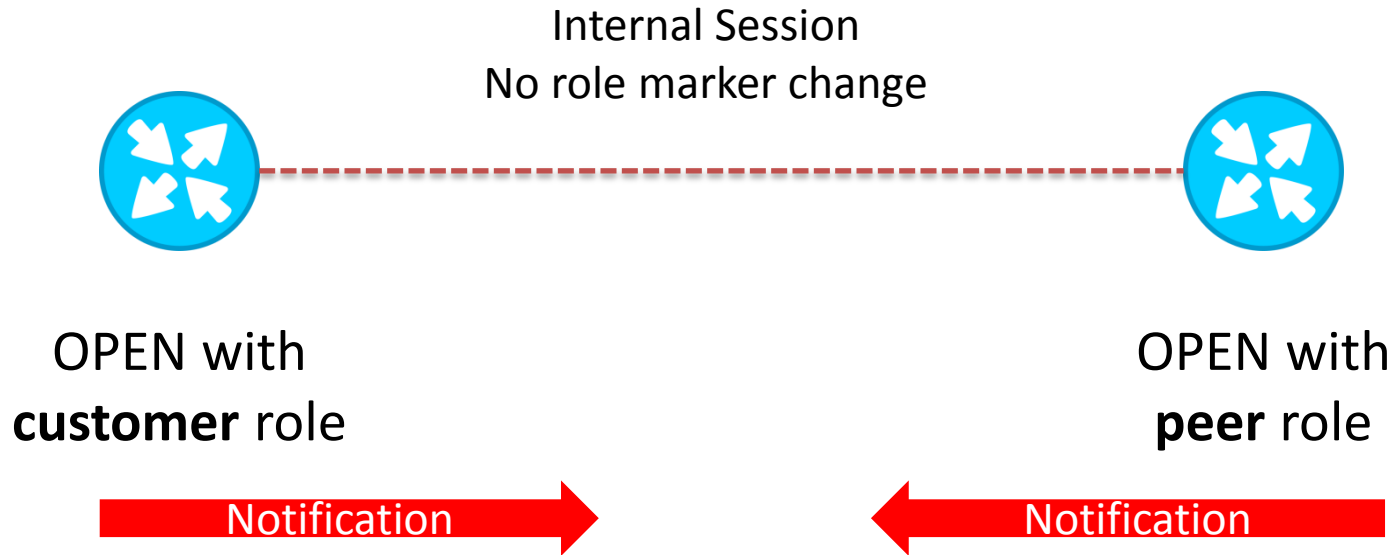 Internal Session
No role marker change
OPEN with
customer role
OPEN with
peer role
Notification
Notification